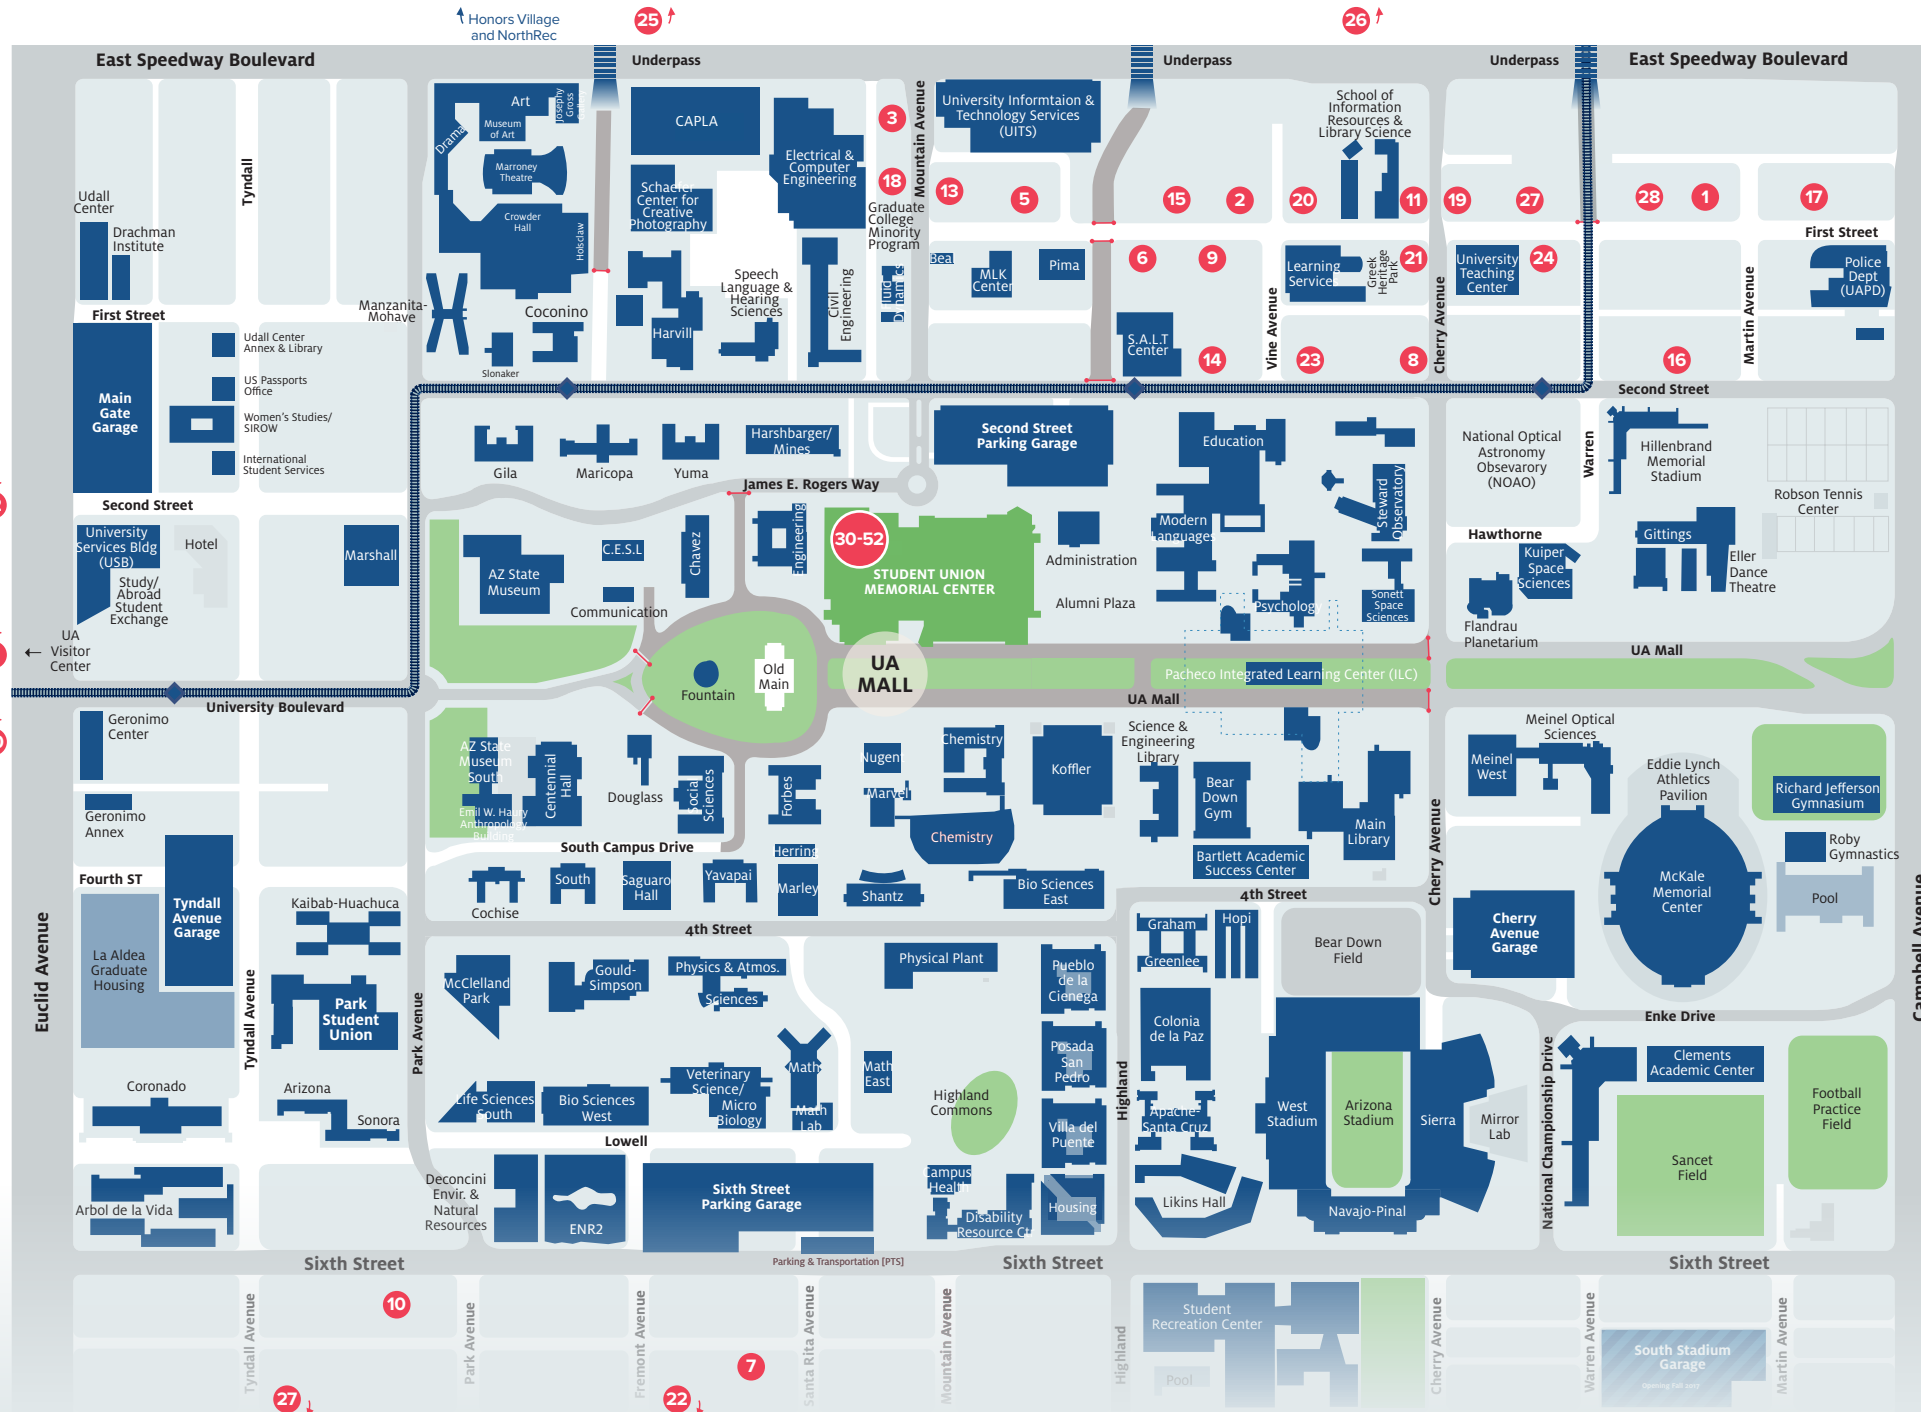 Honors Village
and NorthRec
25
26
East Speedway Boulevard
Underpass
Underpass
Underpass
East Speedway Boulevard
Tyndall
Mountain Avenue
Art
Josephy
Gross
Gallery
Museum
of Art
Drama
Marroney
Theatre
Crowder
Hall
Holsclaw
CAPLA
Electrical &
Computer
Engineering
Schaefer
Center for
Creative
Photography
3
18
Graduate
College
Minority
Program
University Informtaion &
Technology Services
(UITS)
School of
Information
Resources &
Library Science
13
5
15
2
20
11
19
27
28
1
17
Udall
Center
Drachman
Institute
First Street
First Street
Manzanita-
Mohave
Coconino
Slonaker
Harvill
Speech
Language &
Hearing
Sciences
Civil
Engineering
Fluid
Dynamics
Bea
MLK
Center
Pima
6
9
Learning
Services
Greek
Heritage
Park
21
University
Teaching
Center
24
Police
Dept
(UAPD)
S.A.L.T
Center
14
Vine Avenue
23
8
Cherry Avenue
16
Martin Avenue
Main
Gate
Garage
Udall Center
Annex & Library
US Passports
Office
Women's Studies/
SIROW
International
Student Services
Second Street
Second Street
Gila
Maricopa
Yuma
Harshbarger/
Mines
Second Street
Parking Garage
Education
National Optical
Astronomy
Obsevarory
(NOAO)
Warren
Hillenbrand
Memorial
Stadium
Robson Tennis
Center
James E. Rogers Way
University
Services Bldg
(USB)
Hotel
Study/
Abroad
Student
Exchange
Marshall
UA
Visitor
Center
AZ State
Museum
C.E.S.L
Communication
Chavez
Engineering
30-52
STUDENT UNION
MEMORIAL CENTER
Administration
Alumni Plaza
Modern
Languages
Psychology
Steward
Observatory
Sonett
Space
Sciences
Hawthorne
Kuiper
Space
Sciences
Flandrau
Planetarium
Gittings
Eller
Dance
Theatre
Fountain
Old
Main
UA
MALL
Pacheco Integrated Learning Center (ILC)
UA Mall
UA Mall
University Boulevard
Geronimo
Center
Geronimo
Annex
AZ State
Museum
South
Emil W. Haury
Anthropology
Building
Centennial
Hall
Douglass
Social
Sciences
Forbes
Nugent
Marvel
Chemistry
Chemistry
Koffler
Science &
Engineering
Library
Bear
Down
Gym
Main
Library
Bartlett Academic
Success Center
Meinel
West
Meinel Optical
Sciences
Eddie Lynch
Athletics
Pavilion
Richard Jefferson
Gymnasium
Roby
Gymnastics
McKale
Memorial
Center
Pool
South Campus Drive
Fourth ST
Tyndall
Avenue
Garage
La Aldea
Graduate
Housing
Kaibab-Huachuca
Cochise
South
Saguaro
Hall
Yavapai
Herring
Marley
Shantz
Bio Sciences
East
4th Street
4th Street
Cherry Avenue
Cherry
Avenue
Garage
Euclid Avenue
Campbell Avenue
Tyndall Avenue
Park
Student
Union
Park Avenue
McClelland
Park
Gould-
Simpson
Physics & Atmos.
Sciences
Physical Plant
Pueblo
de la
Cienega
Graham
Greenlee
Hopi
Bear Down
Field
Colonia
de la Paz
Posada
San
Pedro
Enke Drive
Coronado
Arizona
Sonora
Life Sciences
South
Bio Sciences
West
Veterinary
Science/
Micro
Biology
Math
Math
Lab
Math
East
Highland
Commons
Villa del
Puente
Highland
Apache-
Santa Cruz
West
Stadium
Arizona
Stadium
Sierra
Mirror
Lab
National Championship Drive
Clements
Academic Center
Sancet
Field
Football
Practice
Field
Lowell
Arbol de la Vida
Deconcini
Envir. &
Natural
Resources
ENR2
Sixth Street
Parking Garage
Campus
Health
Disability
Resource Ctr
Housing
Likins Hall
Navajo-Pinal
Parking & Transportation [PTS]
Sixth Street
Sixth Street
Sixth Street
Tyndall Avenue
10
Park Avenue
Fremont Avenue
7
Santa Rita Avenue
Mountain Avenue
Highland
Student
Recreation Center
Pool
Cherry Avenue
Warren Avenue
South Stadium
Garage
Opening Fall 2017
Martin Avenue
27
22